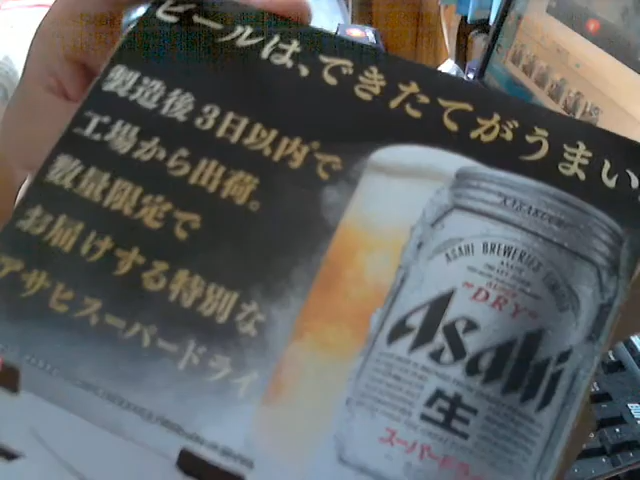 ビールは、できたてがうまい
製造後3日以内で
工場から出荷。
数量限定で
お届けする特別な
アサヒスーパードライ
ASAHI BREWERIES
"DRY"
Asahi
生
スーパードライ